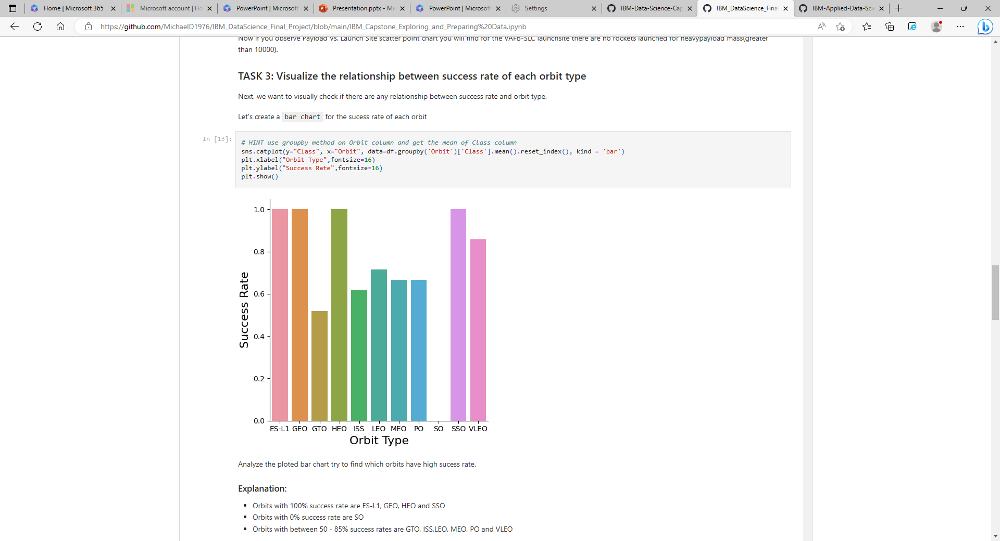 Home | Microsoft 365
Microsoft account | Ho
PowerPoint | Microsoft
Presentation.pptx - Mi
PowerPoint | Microsoft
Settings
IBM-Data-Science-Cap
IBM_DataScience_Final
IBM-Applied-Data-Scie
https://github.com/MichaelD1976/IBM_DataScience_Final_Project/blob/main/IBM_Capstone_Exploring_and_Preparing%20Data.ipynb
Now if you observe Payload Vs. Launch Site scatter point chart you will find for the VAFB-SLC launchsite there are no rockets launched for heavypayload mass(greater
than 10000).
TASK 3: Visualize the relationship between success rate of each orbit type
Next, we want to visually check if there are any relationship between success rate and orbit type.
Let's create a bar chart for the sucess rate of each orbit
In [13]:
# HINT use groupby method on Orbit column and get the mean of Class column
sns.catplot(y="Class", x="Orbit", data=df.groupby('Orbit')['Class'].mean().reset_index(), kind = 'bar')
plt.xlabel("Orbit Type",fontsize=16)
plt.ylabel("Success Rate",fontsize=16)
plt.show()
1.0
0.8
0.6
0.4
0.2
0.0
Success Rate
ES-L1 GEO GTO HEO ISS LEO MEO PO SO SSO VLEO
Orbit Type
Analyze the ploted bar chart try to find which orbits have high sucess rate.
Explanation:
• Orbits with 100% success rate are ES-L1, GEO, HEO and SSO
• Orbits with 0% success rate are SO
• Orbits with between 50 - 85% success rates are GTO, ISS,LEO, MEO, PO and VLEO